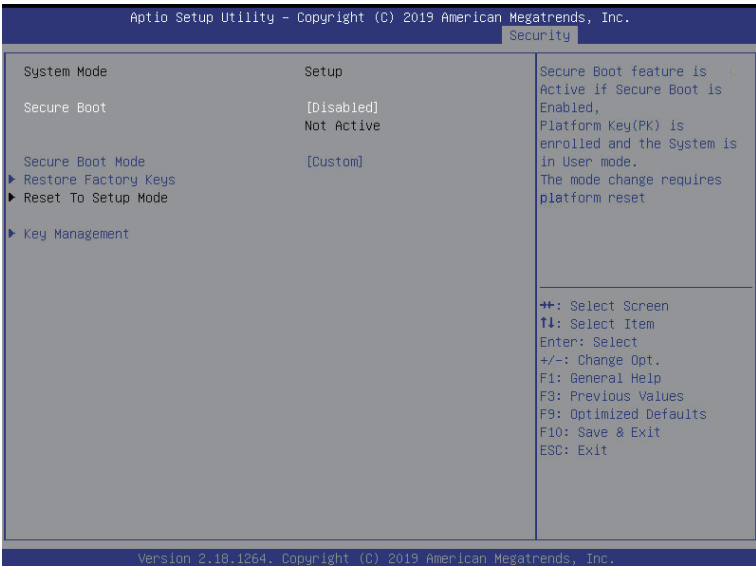 Aptio Setup Utility – Copyright (C) 2019 American Megatrends, Inc.
Security
System Mode Setup
Secure Boot [Disabled]
Not Active
Secure Boot Mode [Custom]
Restore Factory Keys
Reset To Setup Mode
Key Management
Secure Boot feature is
Active if Secure Boot is
Enabled,
Platform Key(PK) is
enrolled and the System is
in User mode.
The mode change requires
platform reset
→←: Select Screen
↑↓: Select Item
Enter: Select
+/-: Change Opt.
F1: General Help
F3: Previous Values
F9: Optimized Defaults
F10: Save & Exit
ESC: Exit
Version 2.18.1264. Copyright (C) 2019 American Megatrends, Inc.